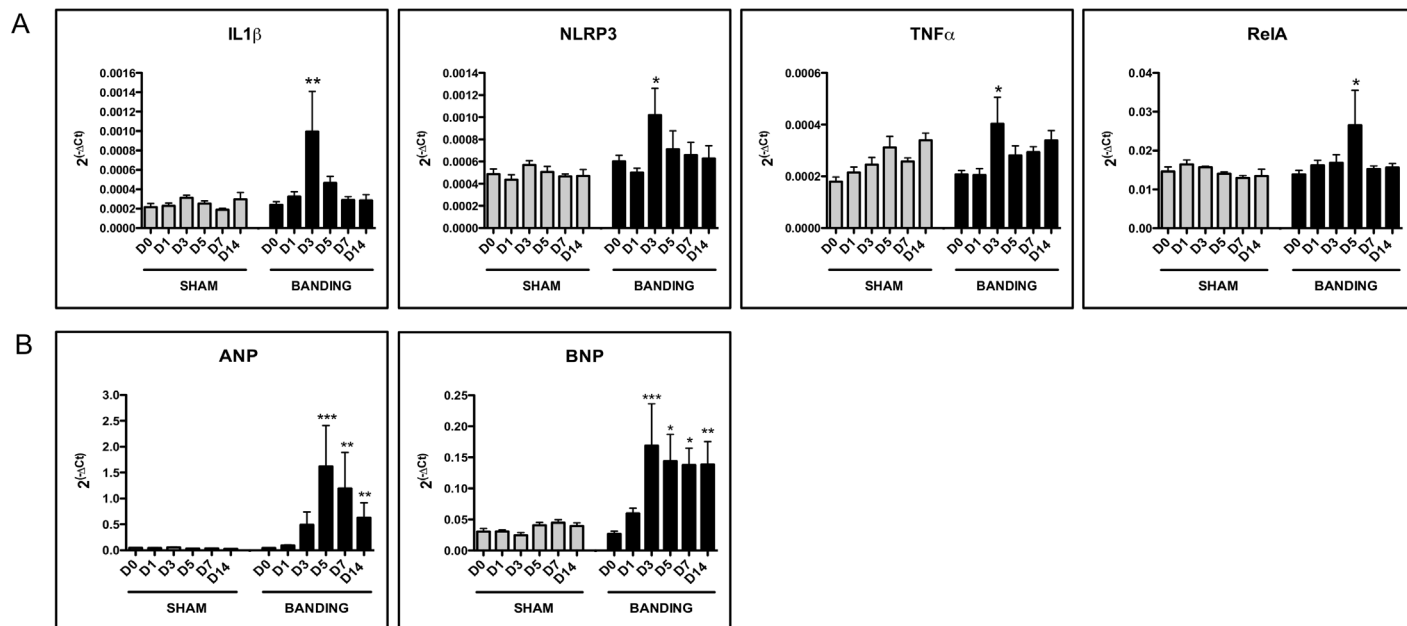 A
IL1β
2^(-ΔCt)
0.0016
0.0014
0.0012
0.0010
0.0008
0.0006
0.0004
0.0002
0.0000
**
D0 D1 D3 D5 D7 D14 D0 D1 D3 D5 D7 D14
SHAM BANDING
NLRP3
2^(-ΔCt)
0.0014
0.0012
0.0010
0.0008
0.0006
0.0004
0.0002
0.0000
*
D0 D1 D3 D5 D7 D14 D0 D1 D3 D5 D7 D14
SHAM BANDING
TNFα
2^(-ΔCt)
0.0006
0.0004
0.0002
0.0000
*
D0 D1 D3 D5 D7 D14 D0 D1 D3 D5 D7 D14
SHAM BANDING
RelA
2^(-ΔCt)
0.04
0.03
0.02
0.01
0.00
*
D0 D1 D3 D5 D7 D14 D0 D1 D3 D5 D7 D14
SHAM BANDING
B
ANP
2^(-ΔCt)
3.0
2.5
2.0
1.5
1.0
0.5
0.0
*** ** **
D0 D1 D3 D5 D7 D14 D0 D1 D3 D5 D7 D14
SHAM BANDING
BNP
2^(-ΔCt)
0.25
0.20
0.15
0.10
0.05
0.00
*** * * **
D0 D1 D3 D5 D7 D14 D0 D1 D3 D5 D7 D14
SHAM BANDING